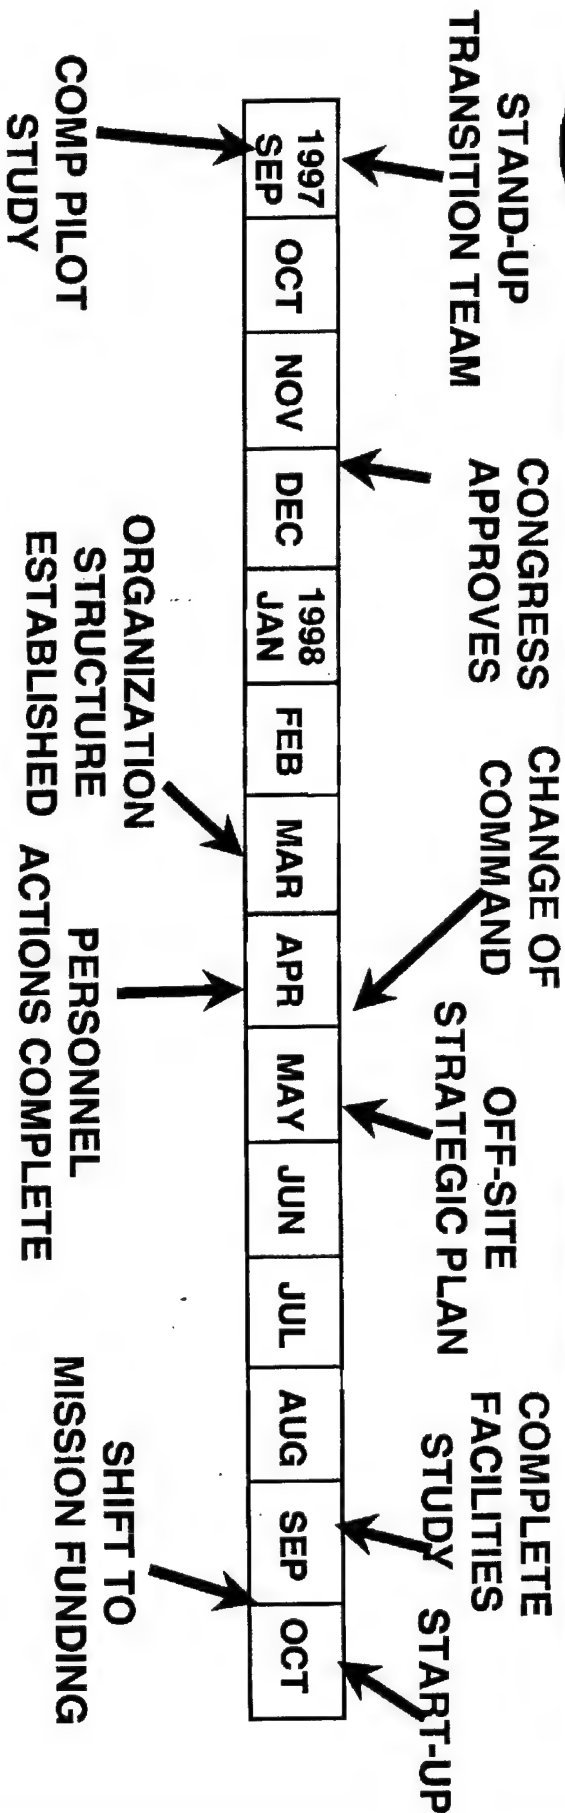 STAND-UP
TRANSITION TEAM
CONGRESS
APPROVES
CHANGE OF
COMMAND
OFF-SITE
STRATEGIC PLAN
COMPLETE
FACILITIES
STUDY
START-UP
1997
SEP
OCT
NOV
DEC
1998
JAN
FEB
MAR
APR
MAY
JUN
JUL
AUG
SEP
OCT
COMP PILOT
STUDY
ORGANIZATION
STRUCTURE
ESTABLISHED
PERSONNEL
ACTIONS COMPLETE
SHIFT TO
MISSION FUNDING